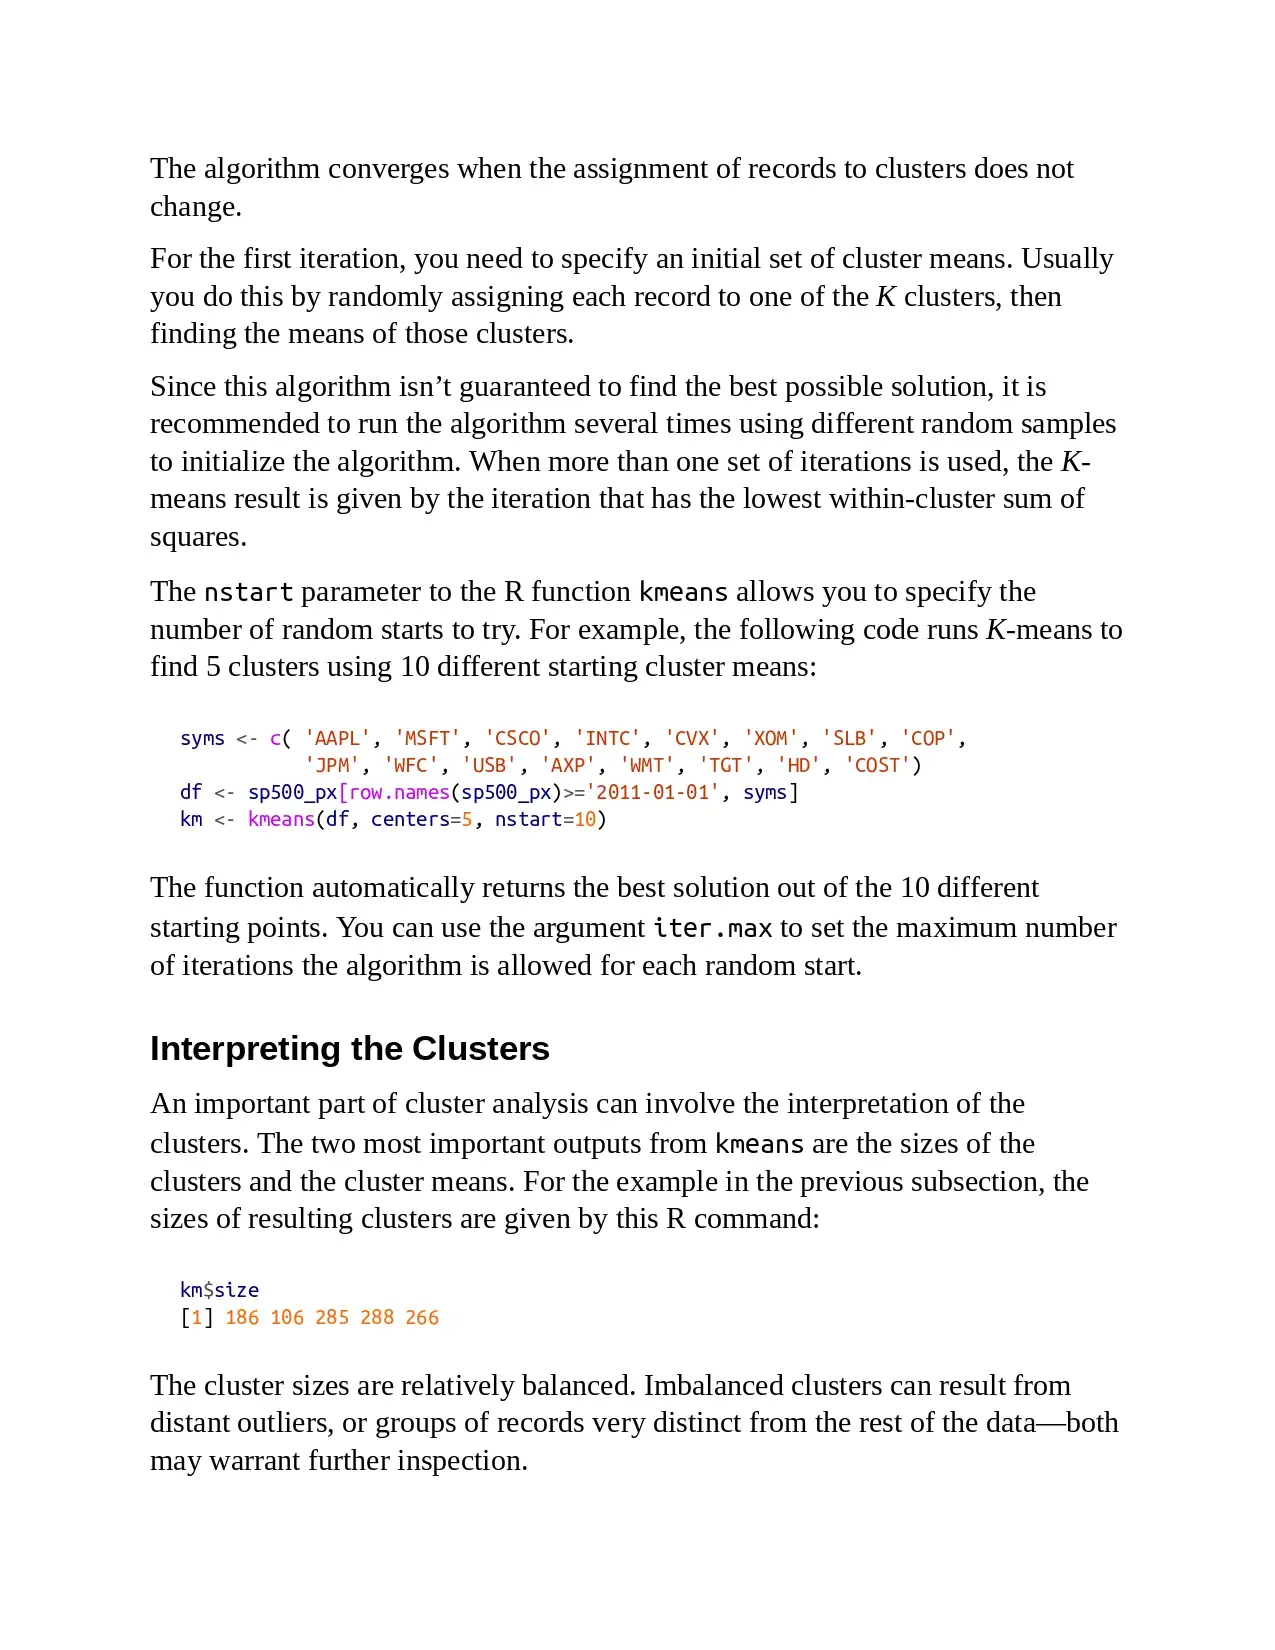 The algorithm converges when the assignment of records to clusters does not
change.
For the first iteration, you need to specify an initial set of cluster means. Usually
you do this by randomly assigning each record to one of the K clusters, then
finding the means of those clusters.
Since this algorithm isn’t guaranteed to find the best possible solution, it is
recommended to run the algorithm several times using different random samples
to initialize the algorithm. When more than one set of iterations is used, the K-
means result is given by the iteration that has the lowest within-cluster sum of
squares.
The nstart parameter to the R function kmeans allows you to specify the
number of random starts to try. For example, the following code runs K-means to
find 5 clusters using 10 different starting cluster means:
syms <- c( 'AAPL', 'MSFT', 'CSCO', 'INTC', 'CVX', 'XOM', 'SLB', 'COP',
'JPM', 'WFC', 'USB', 'AXP', 'WMT', 'TGT', 'HD', 'COST')
df <- sp500_px[row.names(sp500_px)>='2011-01-01', syms]
km <- kmeans(df, centers=5, nstart=10)
The function automatically returns the best solution out of the 10 different
starting points. You can use the argument iter.max to set the maximum number
of iterations the algorithm is allowed for each random start.
Interpreting the Clusters
An important part of cluster analysis can involve the interpretation of the
clusters. The two most important outputs from kmeans are the sizes of the
clusters and the cluster means. For the example in the previous subsection, the
sizes of resulting clusters are given by this R command:
km$size
[1] 186 106 285 288 266
The cluster sizes are relatively balanced. Imbalanced clusters can result from
distant outliers, or groups of records very distinct from the rest of the data—both
may warrant further inspection.